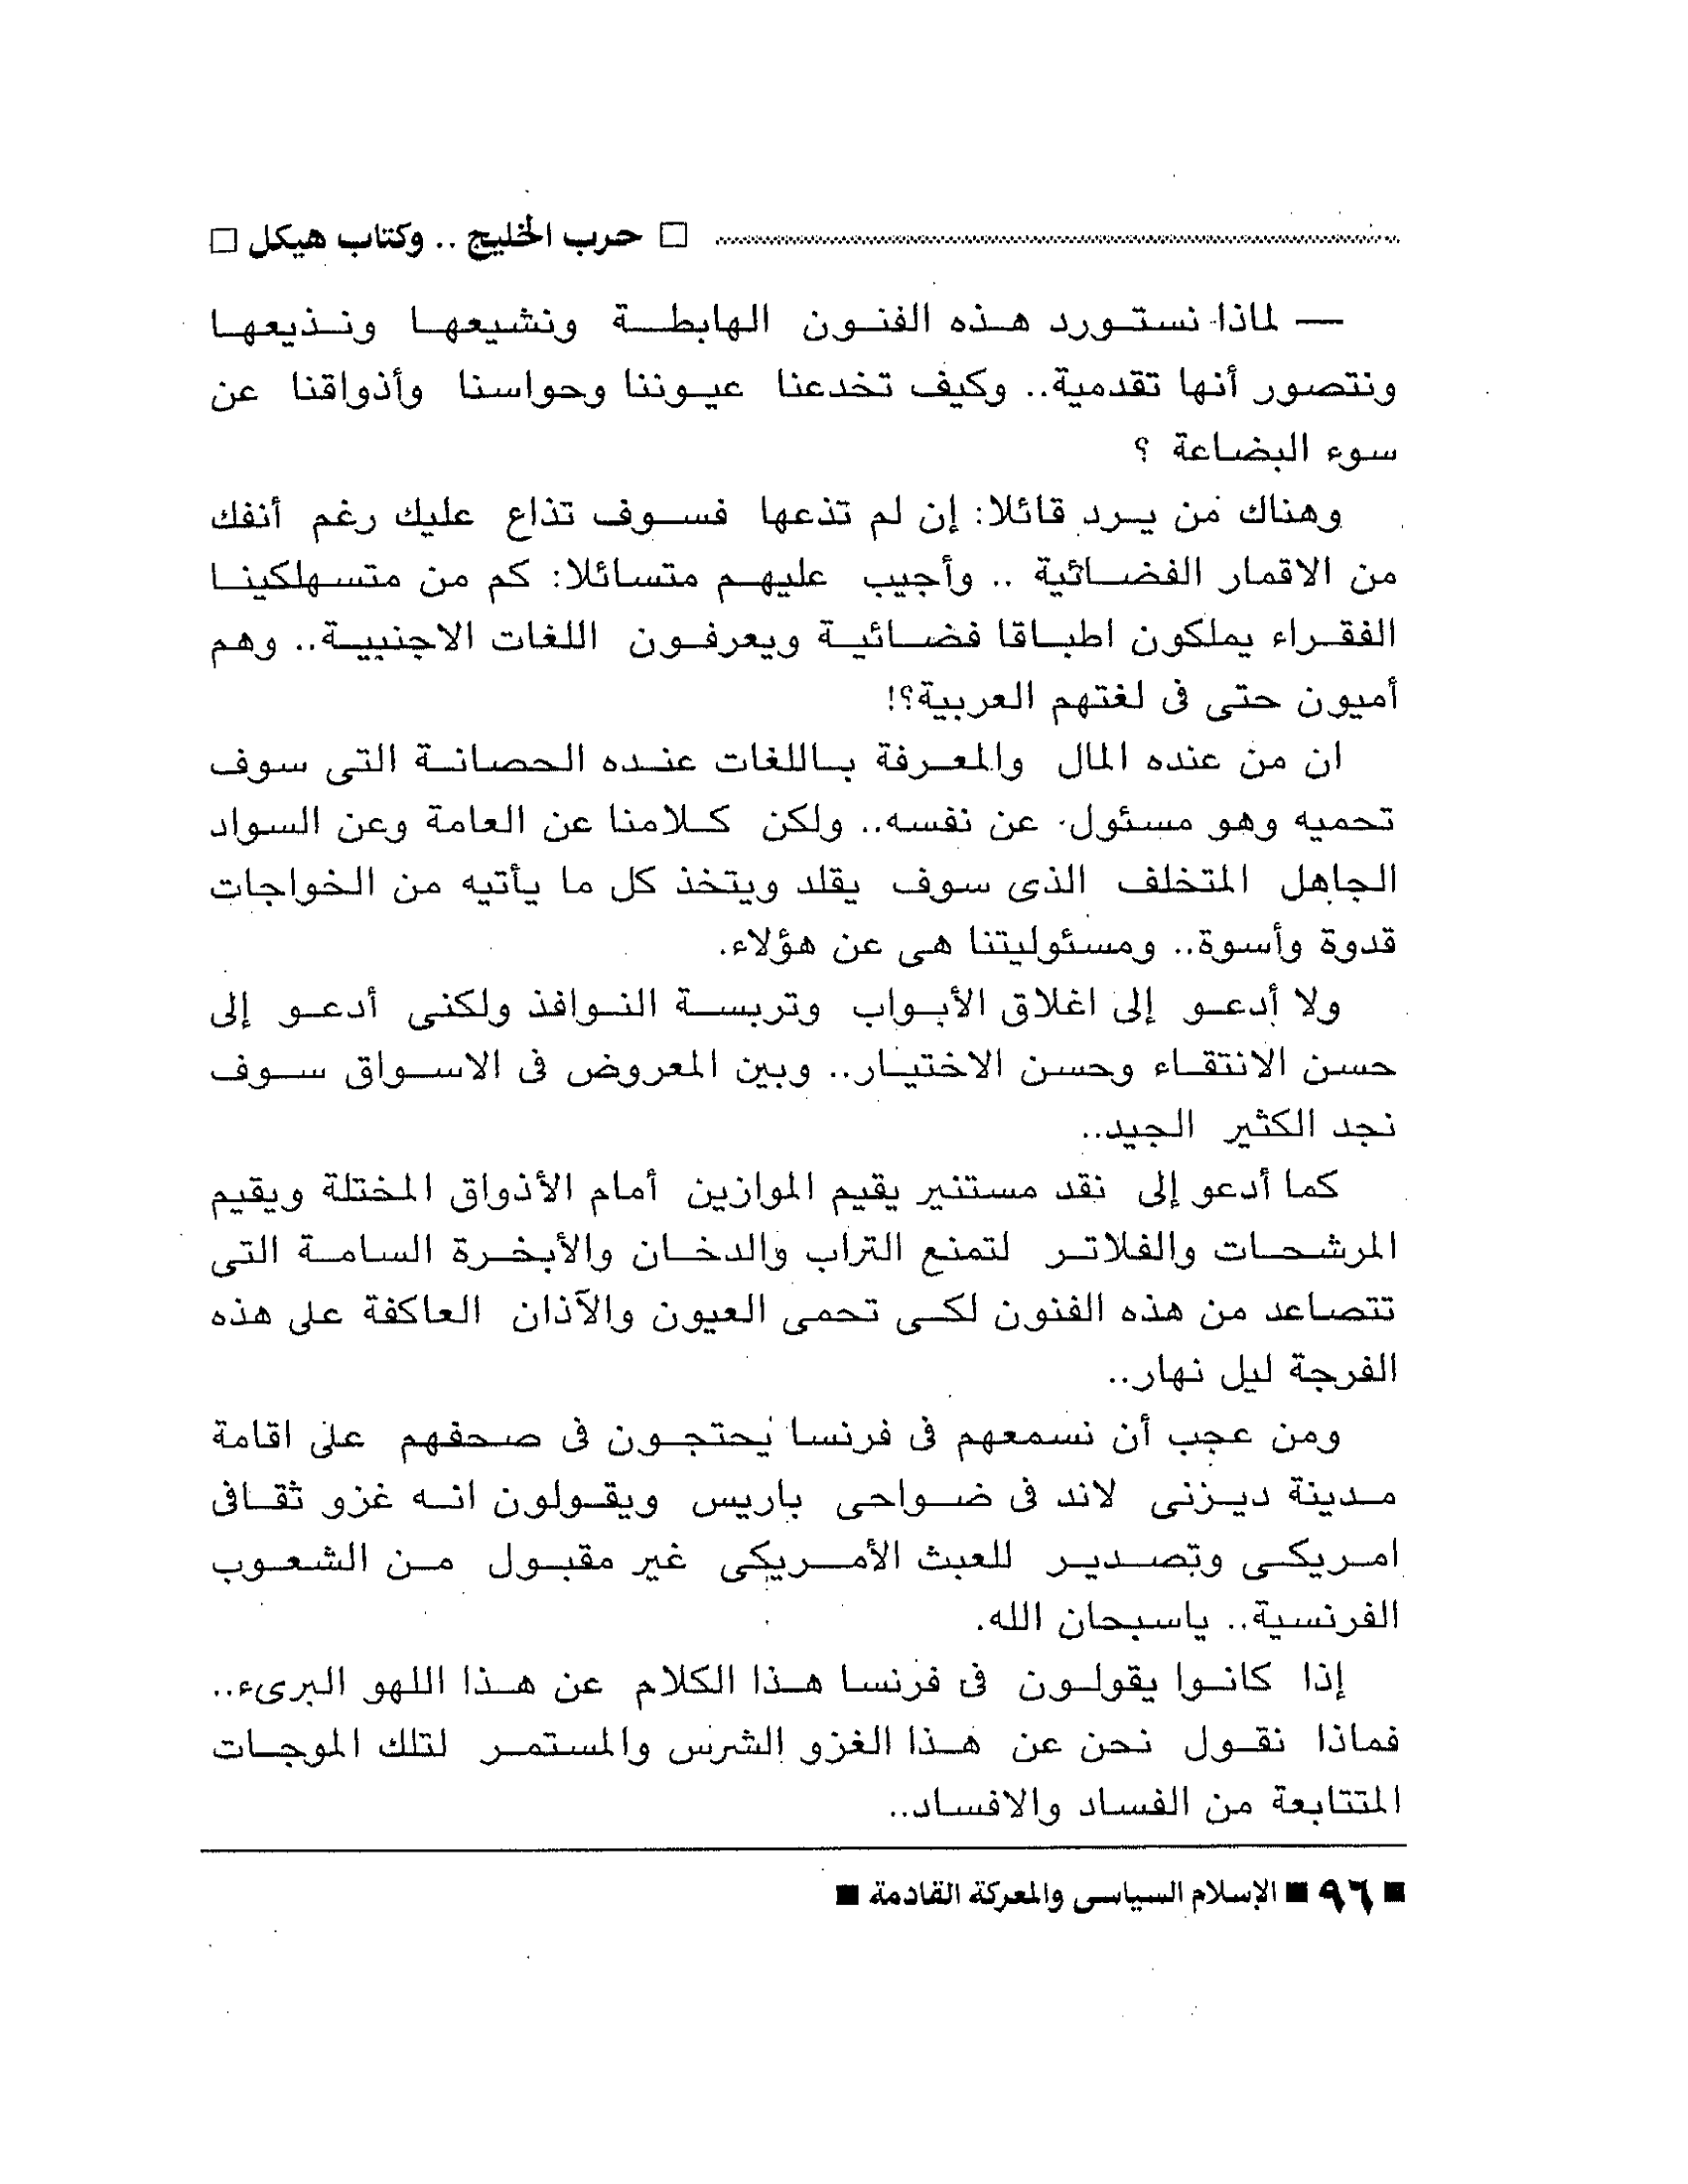 □ حرب الخليج .. وكتاب هيكل □
— لماذا نستورد هذه الفنون الهابطة ونشيعها ونذيعها
ونتصور أنها تقدمية.. وكيف تخدعنا عيوننا وحواسنا وأذواقنا عن
سوء البضاعة ؟
وهناك من يرد قائلا: إن لم تذعها فسوف تذاع عليك رغم أنفك
من الاقمار الفضائية .. وأجيب عليهم متسائلا: كم من متسهلكينا
الفقراء يملكون اطباقا فضائية ويعرفون اللغات الاجنبية.. وهم
أميون حتى فى لغتهم العربية؟!
ان من عنده المال والمعرفة باللغات عنده الحصانة التى سوف
تحميه وهو مسئول عن نفسه.. ولكن كلامنا عن العامة وعن السواد
الجاهل المتخلف الذى سوف يقلد ويتخذ كل ما يأتيه من الخواجات
قدوة وأسوة.. ومسئوليتنا هى عن هؤلاء.
ولا أدعو إلى اغلاق الأبواب وتربسة النوافذ ولكنى أدعو إلى
حسن الانتقاء وحسن الاختيار.. وبين المعروض فى الاسواق سوف
نجد الكثير الجيد..
كما أدعو إلى نقد مستنير يقيم الموازين أمام الأذواق المختلة ويقيم
المرشحات والفلاتر لتمنع التراب والدخان والأبخرة السامة التى
تتصاعد من هذه الفنون لكى تحمى العيون والآذان العاكفة على هذه
الفرجة ليل نهار..
ومن عجب أن نسمعهم فى فرنسا يحتجون فى صحفهم على اقامة
مدينة ديزنى لاند فى ضواحى باريس ويقولون انه غزو ثقافى
امريكى وتصدير للعبث الأمريكى غير مقبول من الشعوب
الفرنسية.. ياسبحان الله.
إذا كانوا يقولون فى فرنسا هذا الكلام عن هذا اللهو البرىء..
فماذا نقول نحن عن هذا الغزو الشرس والمستمر لتلك الموجات
المتتابعة من الفساد والافساد..
■ ٩٦ ■ الإسلام السياسى والمعركة القادمة ■